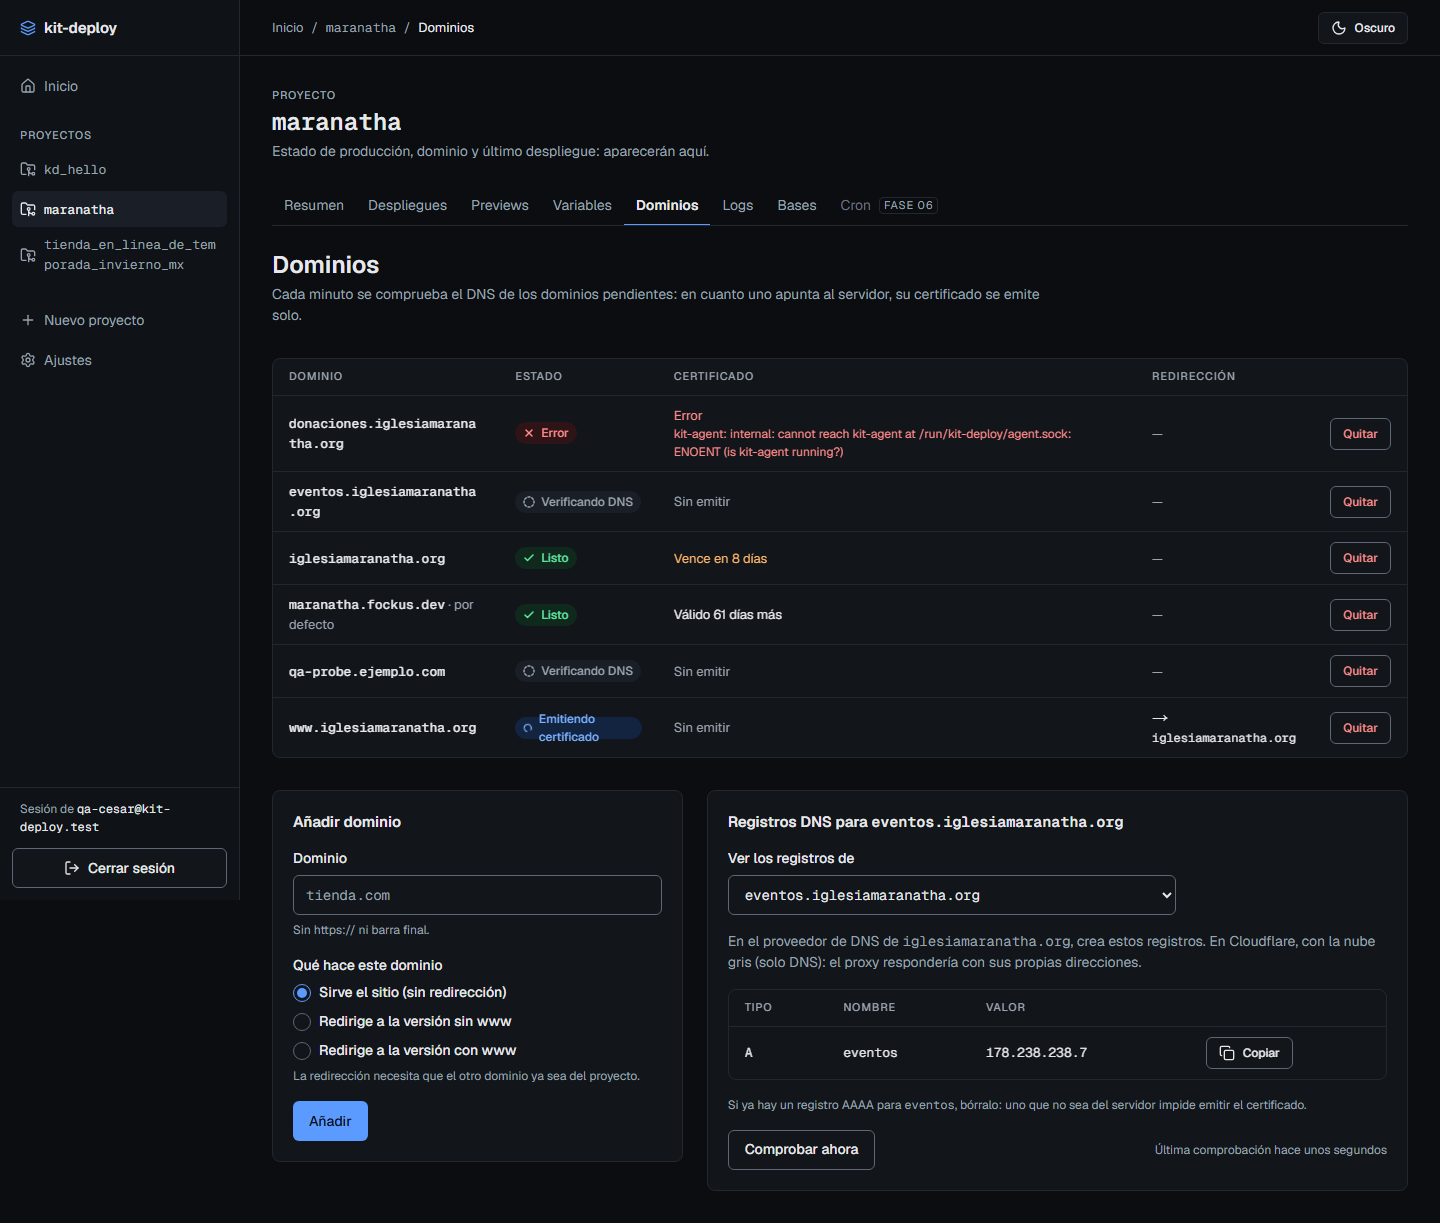 kit-deploy
Inicio / maranatha / Dominios
Oscuro
Inicio
PROYECTOS
kd_hello
maranatha
tienda_en_linea_de_tem
porada_invierno_mx
Nuevo proyecto
Ajustes
Sesión de qa-cesar@kit-
deploy.test
Cerrar sesión
PROYECTO
maranatha
Estado de producción, dominio y último despliegue: aparecerán aquí.
Resumen Despliegues Previews Variables Dominios Logs Bases Cron FASE 06
Dominios
Cada minuto se comprueba el DNS de los dominios pendientes: en cuanto uno apunta al servidor, su certificado se emite
solo.
DOMINIO ESTADO CERTIFICADO REDIRECCIÓN
donaciones.iglesiamarana
tha.org
Error
Error
kit-agent: internal: cannot reach kit-agent at /run/kit-deploy/agent.sock:
ENOENT (is kit-agent running?)
—
Quitar
eventos.iglesiamaranatha
.org
Verificando DNS
Sin emitir
—
Quitar
iglesiamaranatha.org Listo Vence en 8 días — Quitar
maranatha.fockus.dev · por
defecto
Listo
Válido 61 días más
—
Quitar
qa-probe.ejemplo.com Verificando DNS Sin emitir — Quitar
www.iglesiamaranatha.org
Emitiendo
certificado
Sin emitir
→
iglesiamaranatha.org
Quitar
Añadir dominio
Dominio
tienda.com
Sin https:// ni barra final.
Qué hace este dominio
Sirve el sitio (sin redirección)
Redirige a la versión sin www
Redirige a la versión con www
La redirección necesita que el otro dominio ya sea del proyecto.
Añadir
Registros DNS para eventos.iglesiamaranatha.org
Ver los registros de
eventos.iglesiamaranatha.org
En el proveedor de DNS de iglesiamaranatha.org, crea estos registros. En Cloudflare, con la nube
gris (solo DNS): el proxy respondería con sus propias direcciones.
TIPO NOMBRE VALOR
A eventos 178.238.238.7 Copiar
Si ya hay un registro AAAA para eventos, bórralo: uno que no sea del servidor impide emitir el certificado.
Comprobar ahora
Última comprobación hace unos segundos